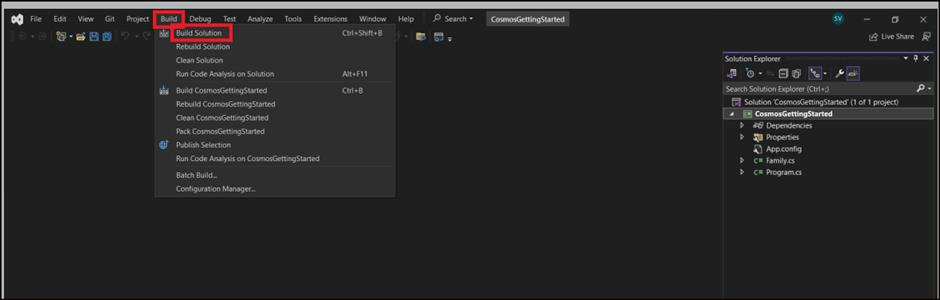 File Edit View Git Project Build Debug Test Analyze Tools Extensions Window Help Search CosmosGettingStarted SV
Live Share
Build Solution Ctrl+Shift+B
Rebuild Solution
Clean Solution
Run Code Analysis on Solution Alt+F11
Build CosmosGettingStarted Ctrl+B
Rebuild CosmosGettingStarted
Clean CosmosGettingStarted
Pack CosmosGettingStarted
Publish Selection
Run Code Analysis on CosmosGettingStarted
Batch Build...
Configuration Manager...
Solution Explorer
Search Solution Explorer (Ctrl+;)
Solution 'CosmosGettingStarted' (1 of 1 project)
C# CosmosGettingStarted
Dependencies
Properties
App.config
C# Family.cs
C# Program.cs